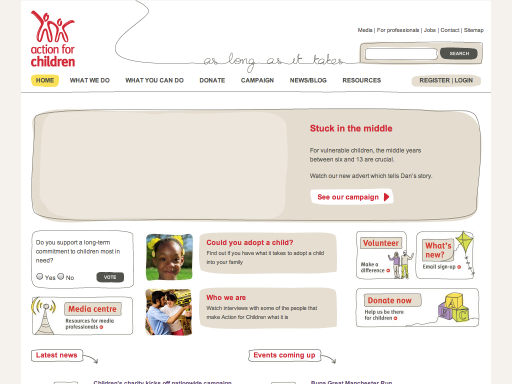 action for
children
as long as it takes
Media | For professionals | Jobs | Contact | Sitemap
SEARCH
HOME
WHAT WE DO
WHAT YOU CAN DO
DONATE
CAMPAIGN
NEWS/BLOG
RESOURCES
REGISTER | LOGIN
Stuck in the middle
For vulnerable children, the middle years
between six and 13 are crucial.
Watch our new advert which tells Dan's story.
See our campaign
Do you support a long-term
commitment to children most in
need?
Yes No
VOTE
Media centre
Resources for media
professionals
Could you adopt a child?
Find out if you have what it takes to adopt a child
into your family
Who we are
Watch interviews with some of the people that
make Action for Children what it is
Volunteer
Make a
difference
What's
new?
Email sign-up
Donate now
Help us be there
for children
Latest news
Events coming up
Children's charity kicks off nationwide campaign
Bupa Great Manchester Run